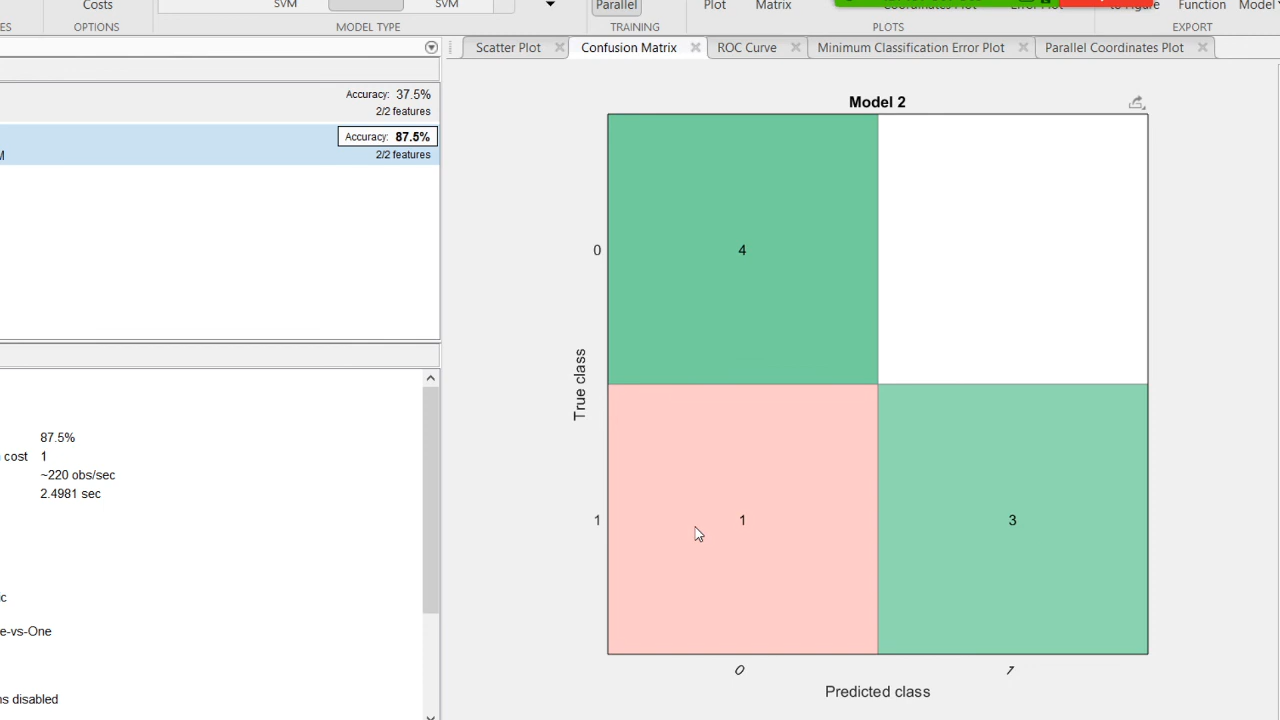 Costs
SVM
SVM
Parallel
Plot
Matrix
Function
Model
OPTIONS
MODEL TYPE
TRAINING
PLOTS
EXPORT
Scatter Plot
Confusion Matrix
ROC Curve
Minimum Classification Error Plot
Parallel Coordinates Plot
Accuracy: 37.5%
2/2 features
Accuracy: 87.5%
2/2 features
Model 2
4
0
True class
1
1
3
0
1
Predicted class
87.5%
cost 1
~220 obs/sec
2.4981 sec
e-vs-One
ns disabled